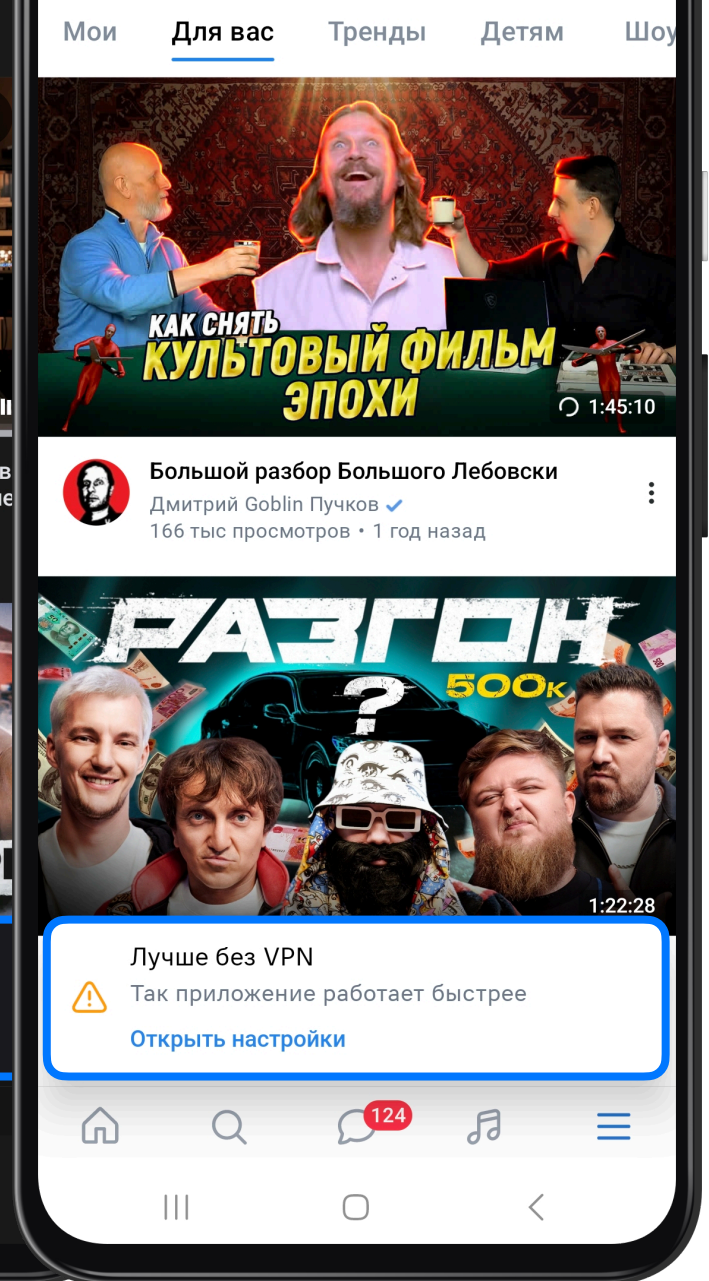 Мои Для вас Тренды Детям Шоу
КАК СНЯТЬ
КУЛЬТОВЫЙ ФИЛЬМ
ЭПОХИ
1:45:10
Большой разбор Большого Лебовски
Дмитрий Goblin Пучков
166 тыс просмотров • 1 год назад
РАЗГОН
500к
?
1:22:28
Лучше без VPN
Так приложение работает быстрее
Открыть настройки
124